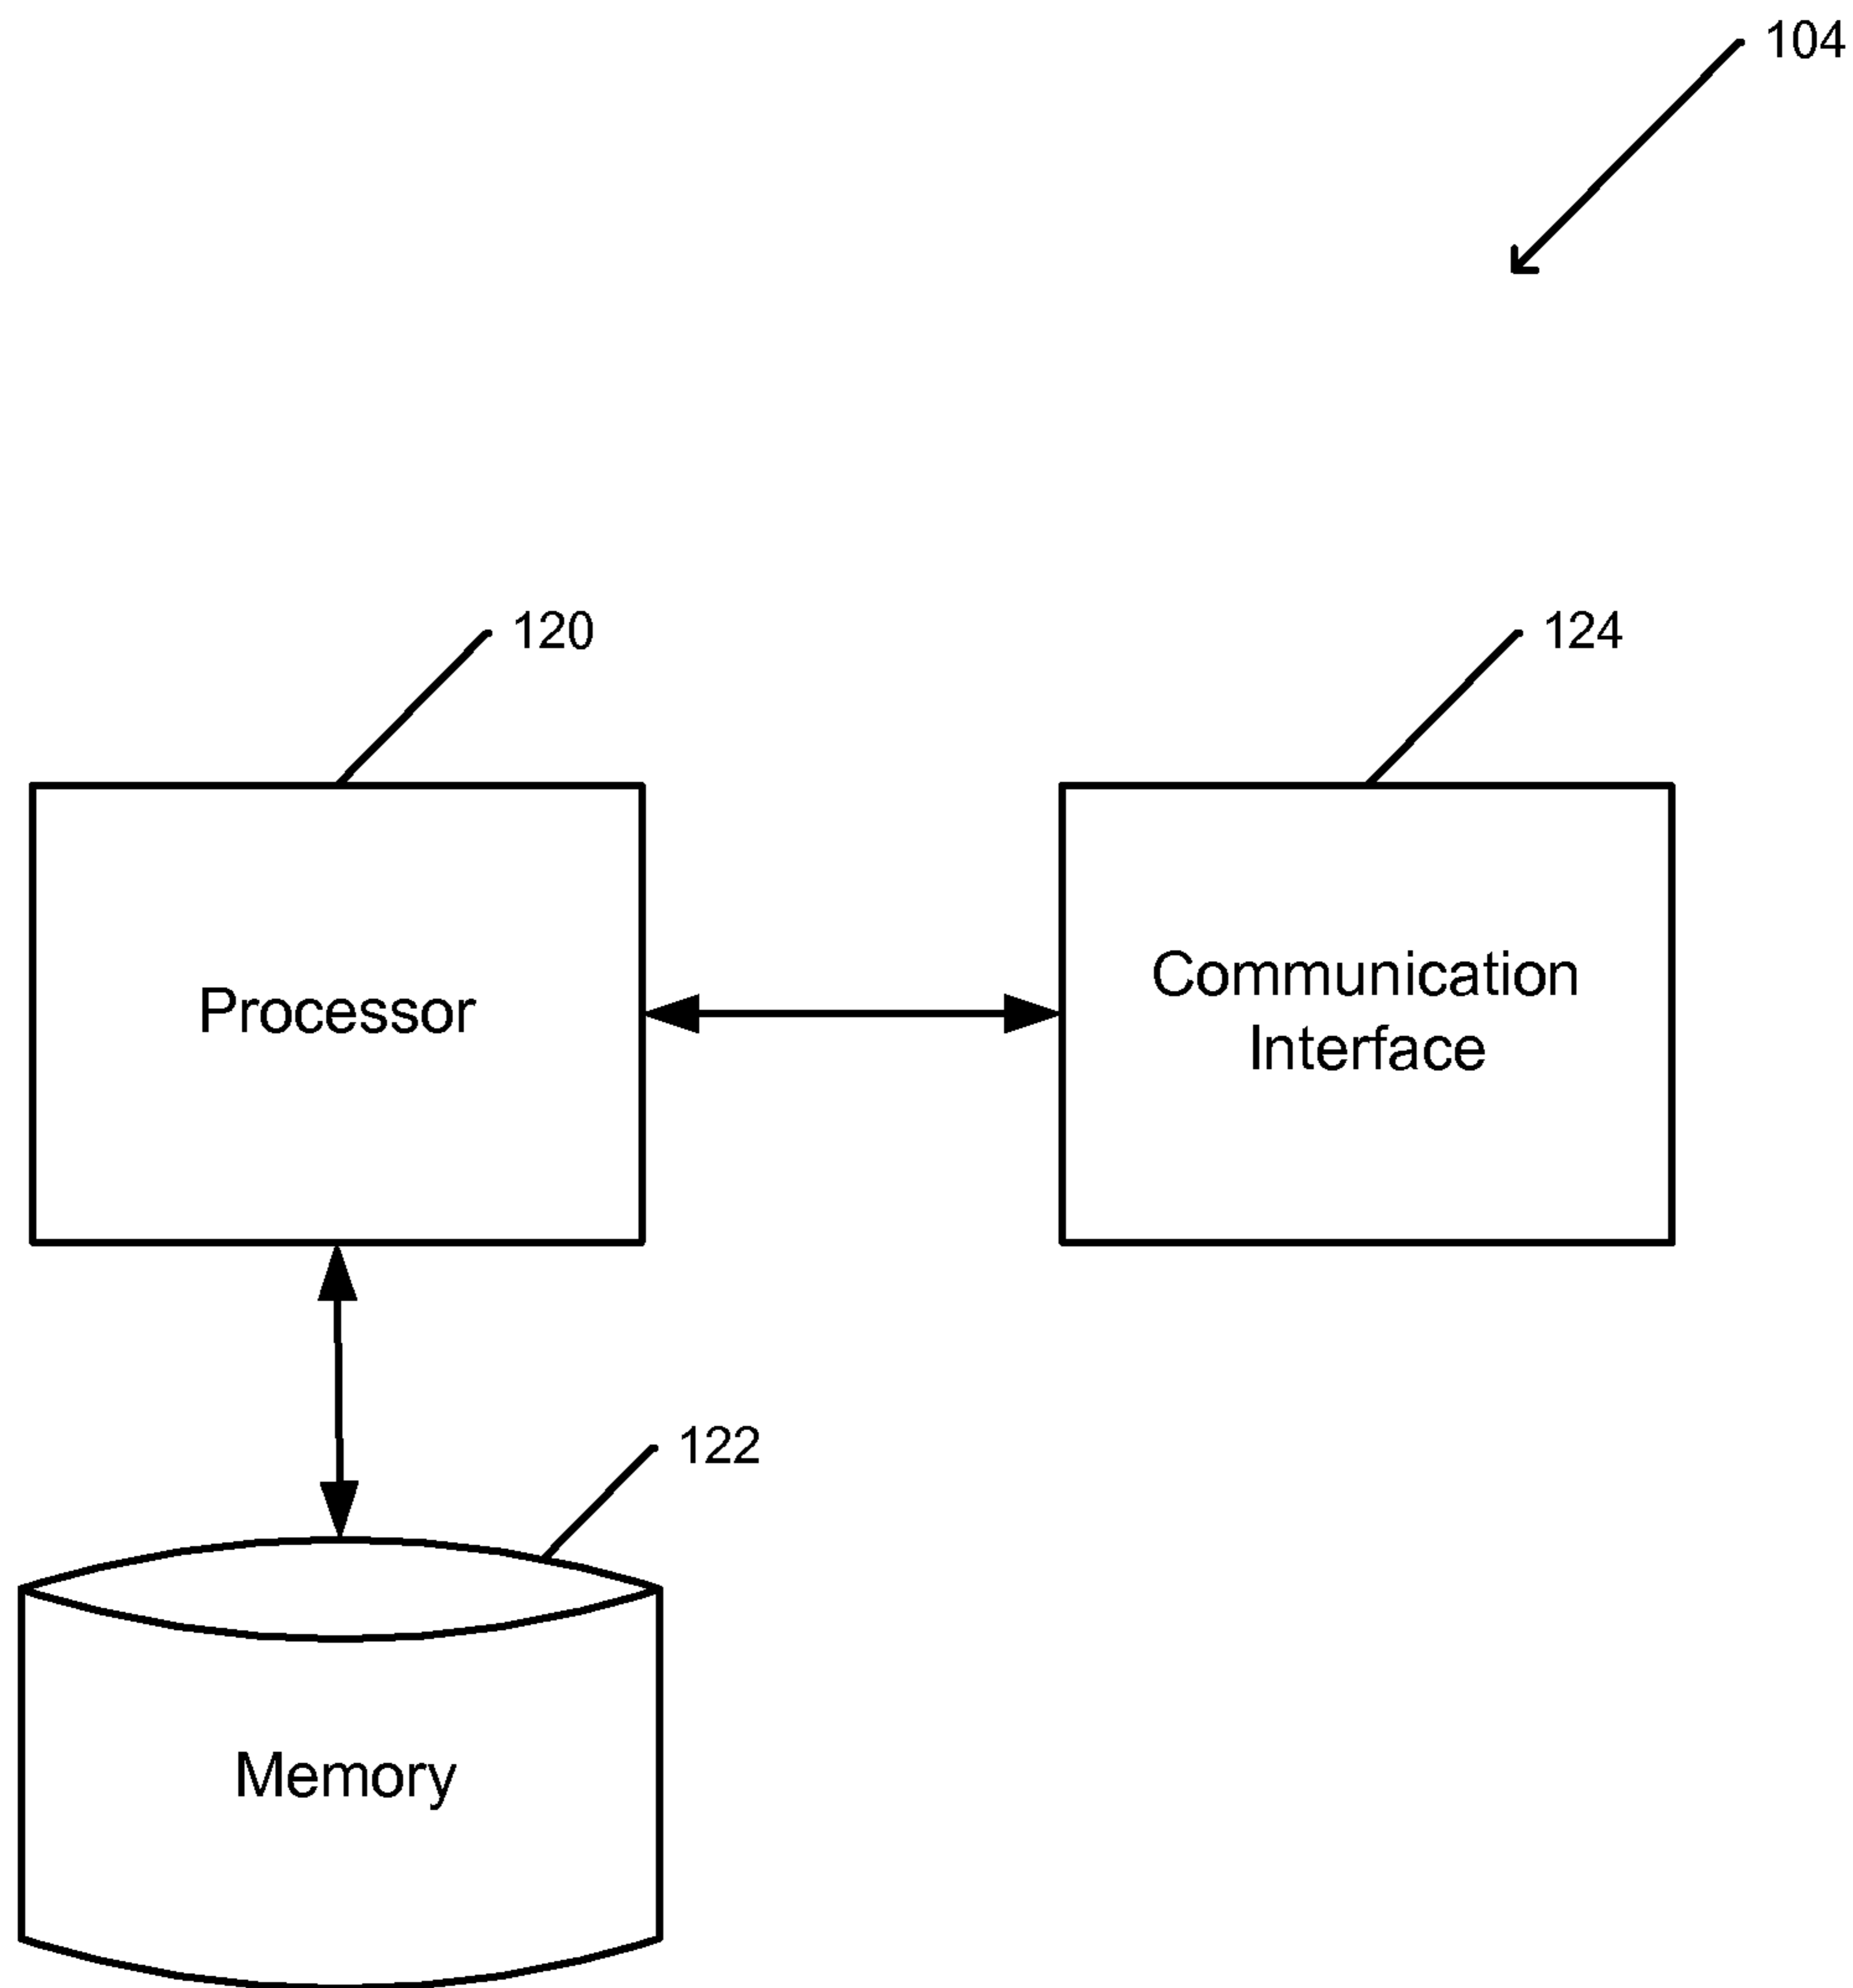 104
120
124
Processor
Communication
Interface
122
Memory